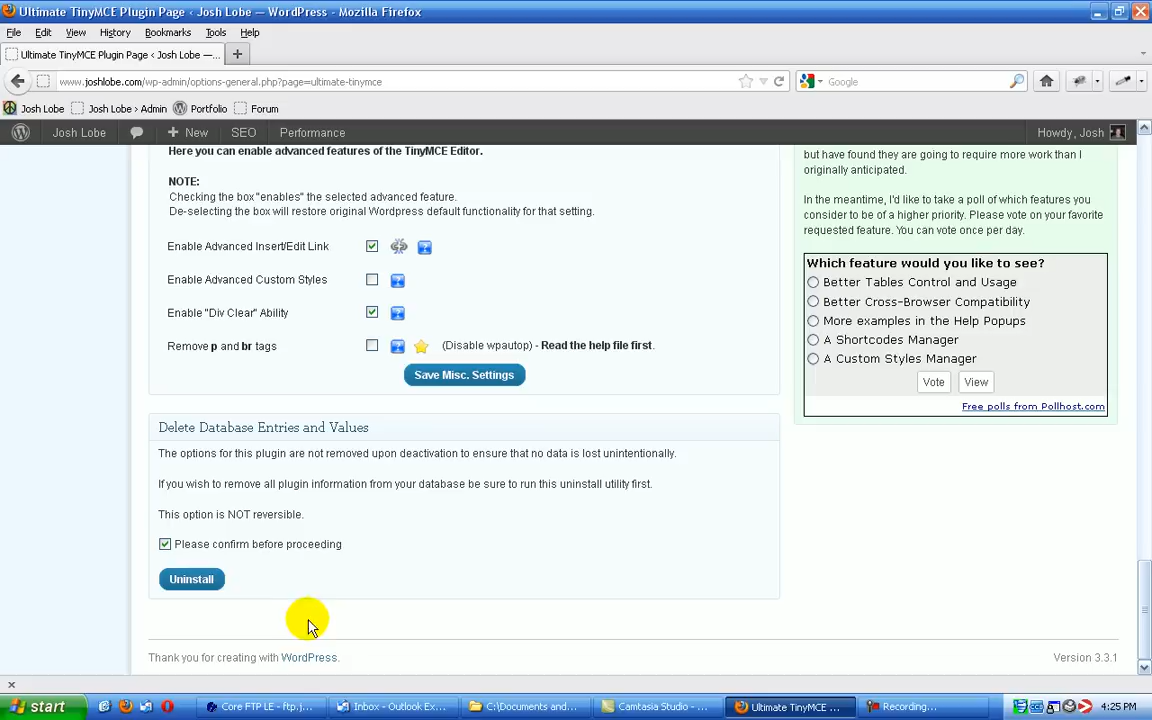 Ultimate TinyMCE Plugin Page ‹ Josh Lobe — WordPress - Mozilla Firefox
File Edit View History Bookmarks Tools Help
Ultimate TinyMCE Plugin Page ‹ Josh Lobe —...
www.joshlobe.com/wp-admin/options-general.php?page=ultimate-tinymce
Google
Josh Lobe Josh Lobe > Admin Portfolio Forum
Josh Lobe New SEO Performance Howdy, Josh
Here you can enable advanced features of the TinyMCE Editor.
NOTE:
Checking the box "enables" the selected advanced feature.
De-selecting the box will restore original Wordpress default functionality for that setting.
Enable Advanced Insert/Edit Link
Enable Advanced Custom Styles
Enable "Div Clear" Ability
Remove p and br tags
(Disable wpautop) - Read the help file first.
Save Misc. Settings
Delete Database Entries and Values
The options for this plugin are not removed upon deactivation to ensure that no data is lost unintentionally.
If you wish to remove all plugin information from your database be sure to run this uninstall utility first.
This option is NOT reversible.
Please confirm before proceeding
Uninstall
but have found they are going to require more work than I
originally anticipated.
In the meantime, I'd like to take a poll of which features you
consider to be of a higher priority. Please vote on your favorite
requested feature. You can vote once per day.
Which feature would you like to see?
Better Tables Control and Usage
Better Cross-Browser Compatibility
More examples in the Help Popups
A Shortcodes Manager
A Custom Styles Manager
Vote View
Free polls from Pollhost.com
Thank you for creating with WordPress.
Version 3.3.1
start
Core FTP LE - ftp.j...
Inbox - Outlook Ex...
C:\Documents and...
Camtasia Studio - ...
Ultimate TinyMCE ...
Recording...
4:25 PM